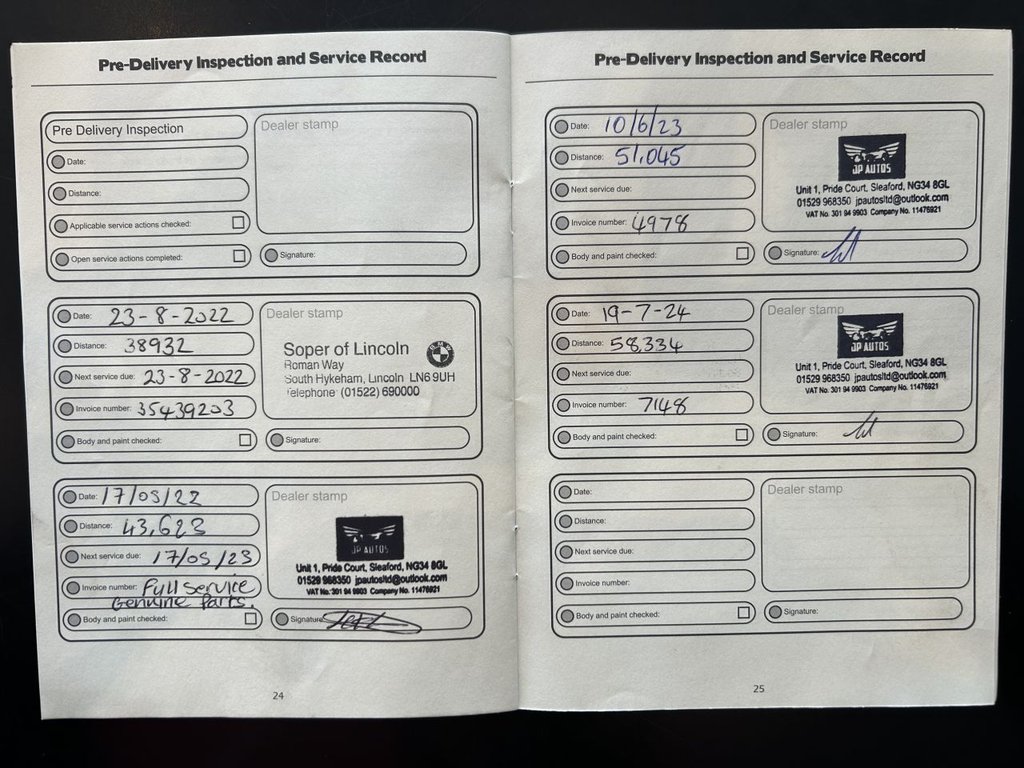 Pre-Delivery Inspection and Service Record
Pre Delivery Inspection
Date:
Distance:
Applicable service actions checked:
Open service actions completed:
Dealer stamp
Signature:
Date: 23-8-2022
Distance: 38932
Next service due: 23-8-2022
Invoice number: 35439203
Body and paint checked:
Dealer stamp
Soper of Lincoln
BMW
Roman Way
South Hykeham, Lincoln LN6 9UH
Telephone (01522) 690000
Signature:
Date: 17/05/22
Distance: 43,623
Next service due: 17/05/23
Invoice number: Full service
Genuine Parts.
Body and paint checked:
Dealer stamp
JP AUTOS
Unit 1, Pride Court, Sleaford, NG34 8GL
01529 968350 jpautosltd@outlook.com
VAT No. 301 94 9903 Company No. 11476921
Signature:
24
Pre-Delivery Inspection and Service Record
Date: 10/6/23
Distance: 51,045
Next service due:
Invoice number: 4978
Body and paint checked:
Dealer stamp
JP AUTOS
Unit 1, Pride Court, Sleaford, NG34 8GL
01529 968350 jpautosltd@outlook.com
VAT No. 301 94 9903 Company No. 11476921
Signature:
Date: 19-7-24
Distance: 58,334
Next service due:
Invoice number: 7148
Body and paint checked:
Dealer stamp
JP AUTOS
Unit 1, Pride Court, Sleaford, NG34 8GL
01529 968350 jpautosltd@outlook.com
VAT No. 301 94 9903 Company No. 11476921
Signature:
Date:
Distance:
Next service due:
Invoice number:
Body and paint checked:
Dealer stamp
Signature:
25